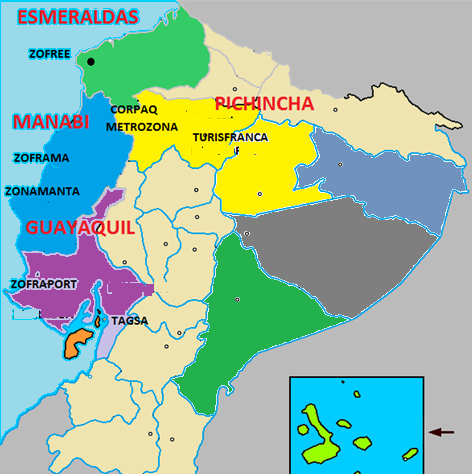 ESMERALDAS
ZOFREE
PICHINCHA
CORPAQ
MANABI
METROZONA
TURISFRANCA
ZOFRAMA
ZONAMANTA
GUAYAQUIL
ZOFRAPORT
TAGSA